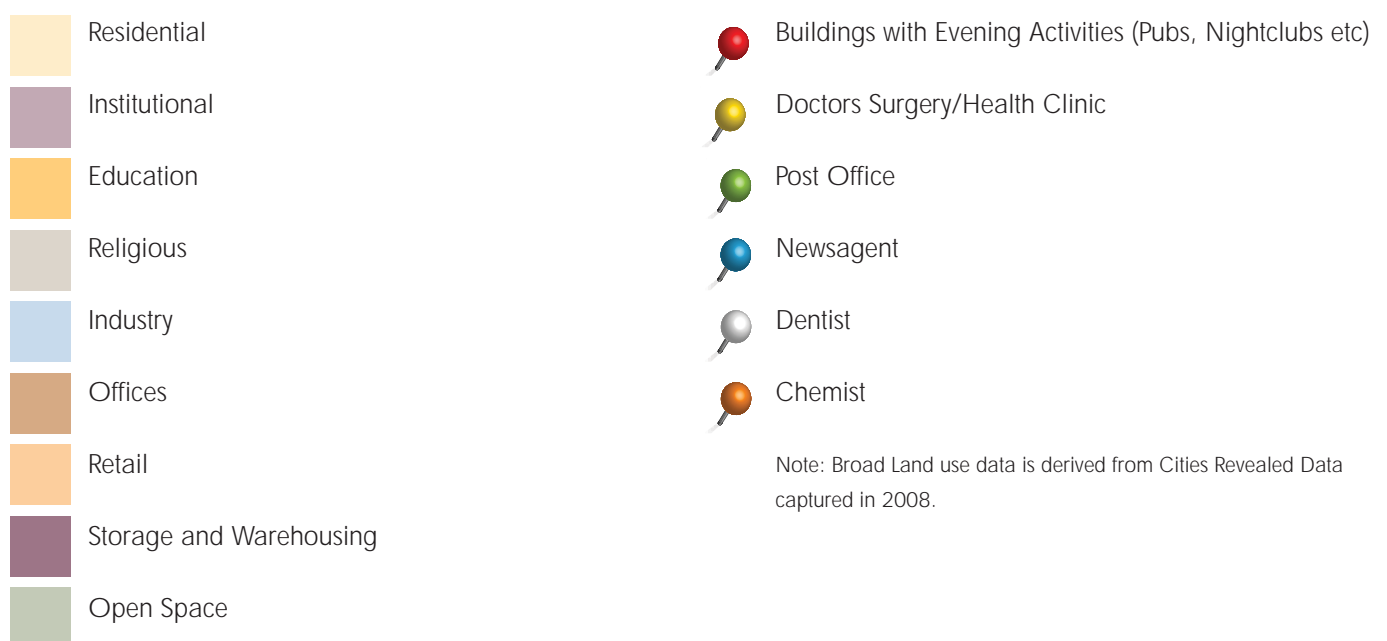 Residential
Institutional
Education
Religious
Industry
Offices
Retail
Storage and Warehousing
Open Space
Buildings with Evening Activities (Pubs, Nightclubs etc)
Doctors Surgery/Health Clinic
Post Office
Newsagent
Dentist
Chemist
Note: Broad Land use data is derived from Cities Revealed Data
captured in 2008.